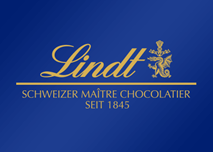 Lindt
SCHWEIZER MAÎTRE CHOCOLATIER
SEIT 1845